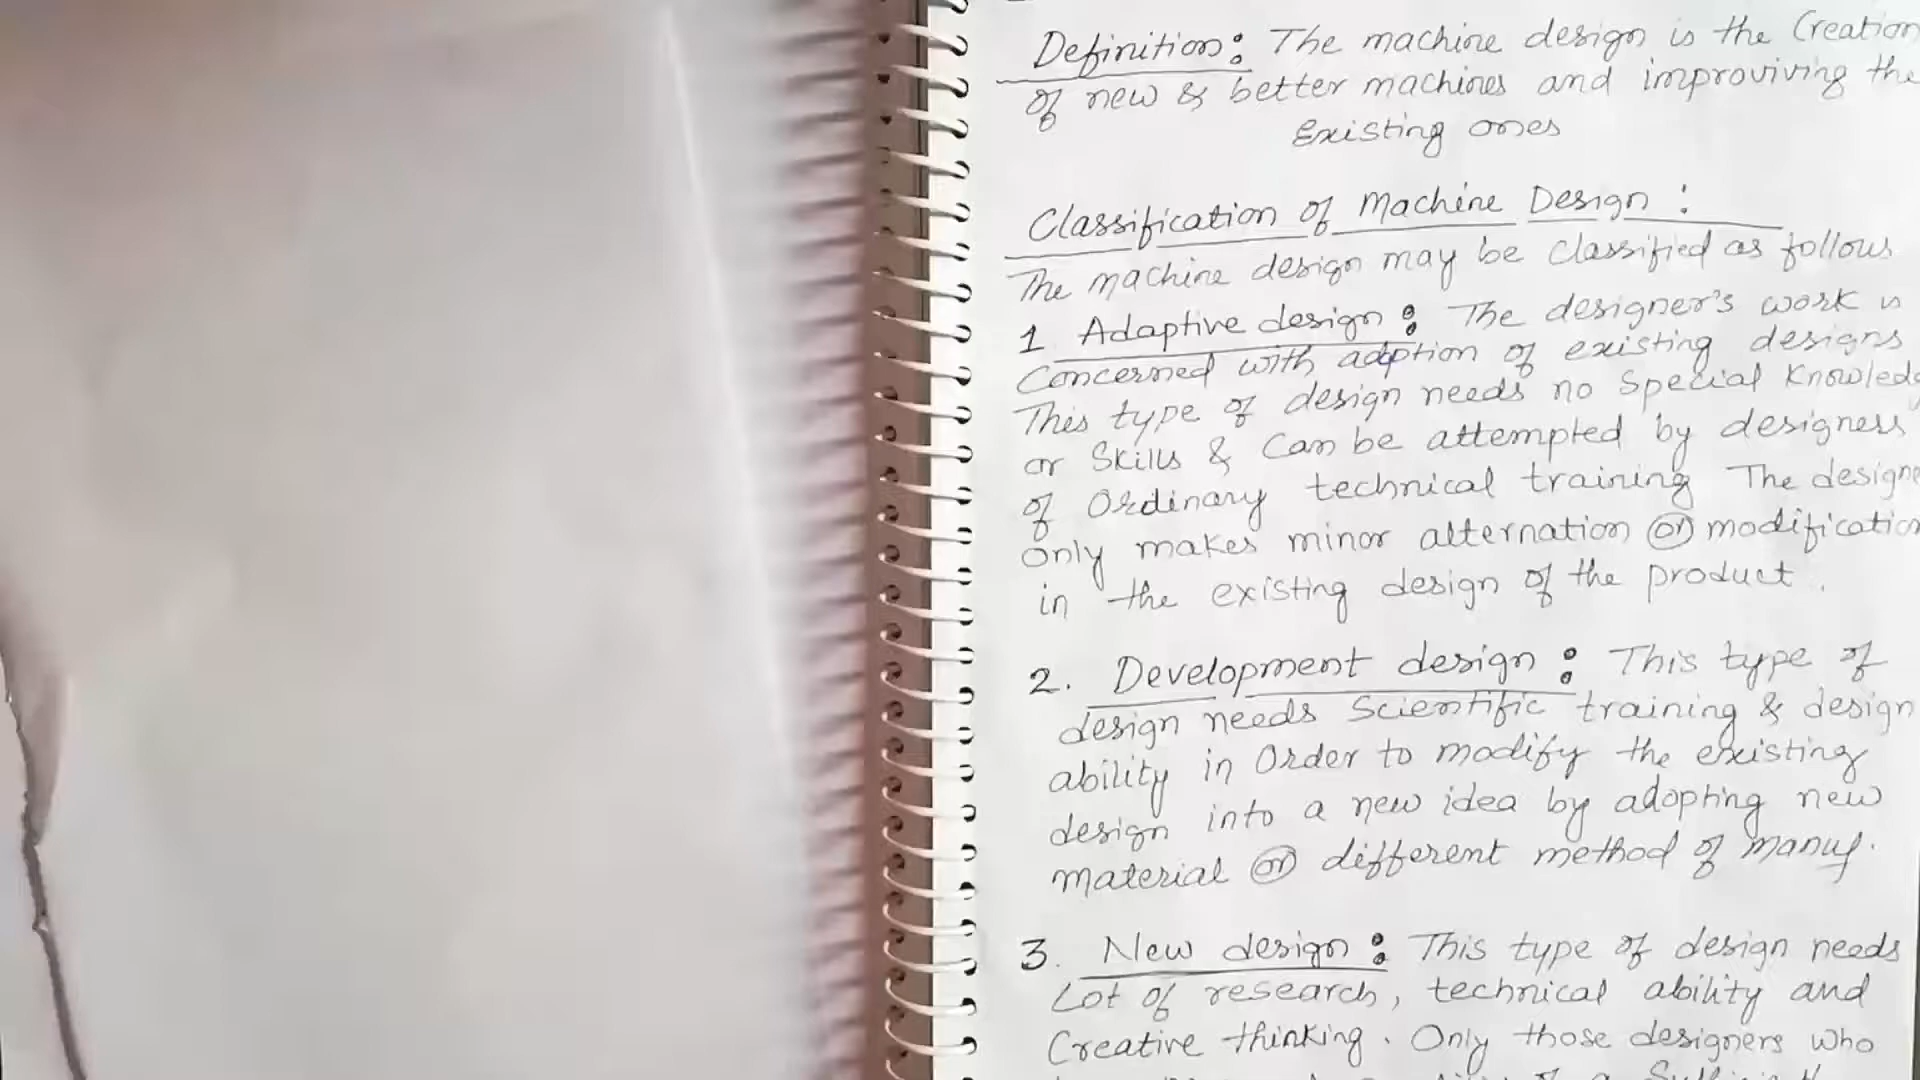 Definition: The machine design is the Creation
of new & better machines and improviving the
Existing ones
Classification of Machine Design :
The machine design may be Classified as follows
1 Adaptive design : The designer's work is
Concerned with adption of existing designs
This type of design needs no Special Knowledg
or Skills & Can be attempted by designess
of Ordinary technical training The designe
only makes minor alternation or modification
in the existing design of the product.
2. Development design : This type of
design needs Scientific training & design
ability in Order to modify the existing
design into a new idea by adopting new
material or different method of manuf.
3. New design : This type of design needs
Lot of research, technical ability and
Creative thinking. Only those designers who